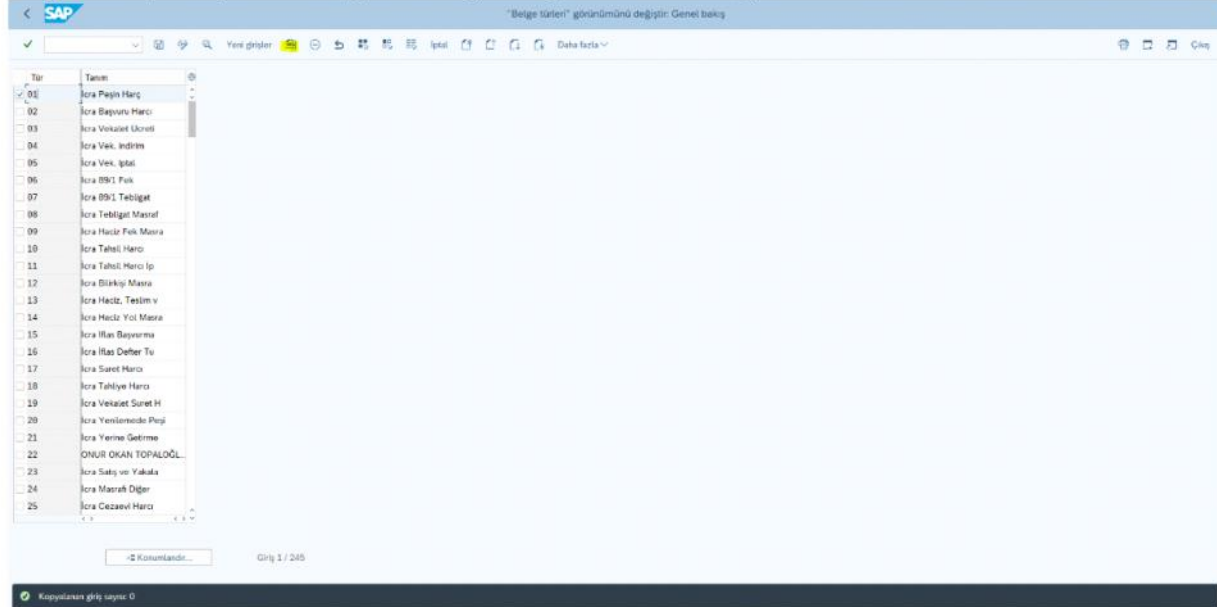 SAP
"Belge türleri" görünümünü değiştir: Genel bakış
Yeni girişler İptal Daha fazla Çıkış
Tür Tanım
01 İcra Peşin Harç
02 İcra Başvuru Harcı
03 İcra Vekalet Ücreti
04 İcra Vek. indirim
05 İcra Vek. iptal
06 İcra 89/1 Fek
07 İcra 89/1 Tebligat
08 İcra Tebligat Masraf
09 İcra Haciz Fek Masra
10 İcra Tahsil Harcı
11 İcra Tahsil Harcı İp
12 İcra Bilirkişi Masra
13 İcra Haciz, Teslim v
14 İcra Haciz Yol Masra
15 İcra İflas Başvurma
16 İcra İflas Defter Tu
17 İcra Suret Harcı
18 İcra Tahliye Harcı
19 İcra Vekalet Suret H
20 İcra Yenilemede Peşi
21 İcra Yerine Getirme
22 ONUR OKAN TOPALOĞL...
23 İcra Satış ve Yakala
24 İcra Masrafı Diğer
25 İcra Cezaevi Harcı
Konumlandır...
Giriş 1 / 245
Kopyalanan giriş sayısı: 0